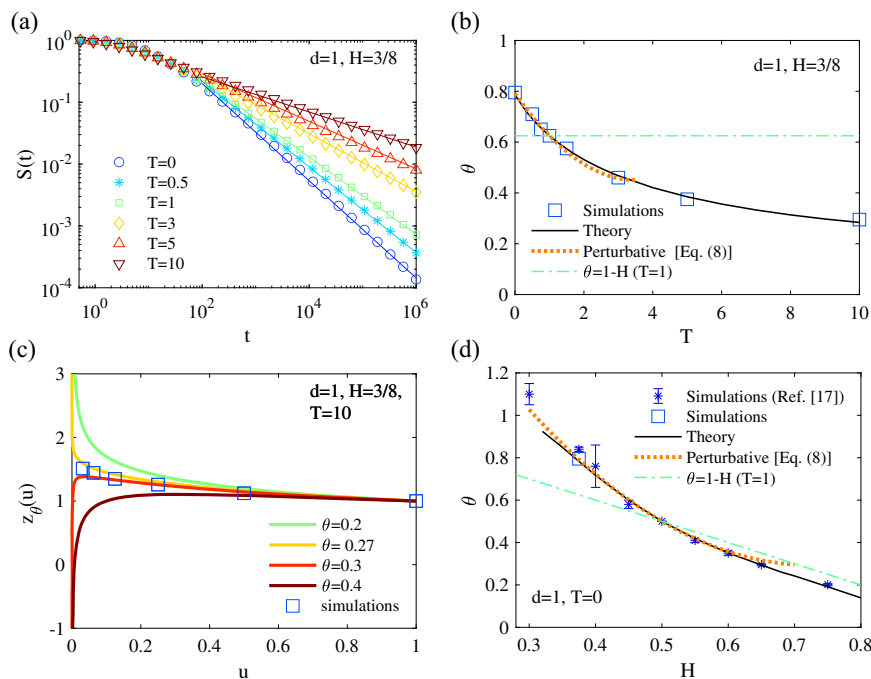 (a)
10^0
10^-1
10^-2
10^-3
10^-4
S(t)
d=1, H=3/8
T=0
T=0.5
T=1
T=3
T=5
T=10
10^0
10^2
10^4
10^6
t
(b)
1
0.8
0.6
0.4
0.2
0
θ
d=1, H=3/8
Simulations
Theory
Perturbative [Eq. (8)]
θ=1-H (T=1)
0
2
4
6
8
10
T
(c)
3
2
1
0
-1
z_θ(u)
d=1, H=3/8,
T=10
θ=0.2
θ= 0.27
θ=0.3
θ=0.4
simulations
0
0.2
0.4
0.6
0.8
1
u
(d)
1.2
1
0.8
0.6
0.4
0.2
0
θ
Simulations (Ref. [17])
Simulations
Theory
Perturbative [Eq. (8)]
θ=1-H (T=1)
d=1, T=0
0.3
0.4
0.5
0.6
0.7
0.8
H